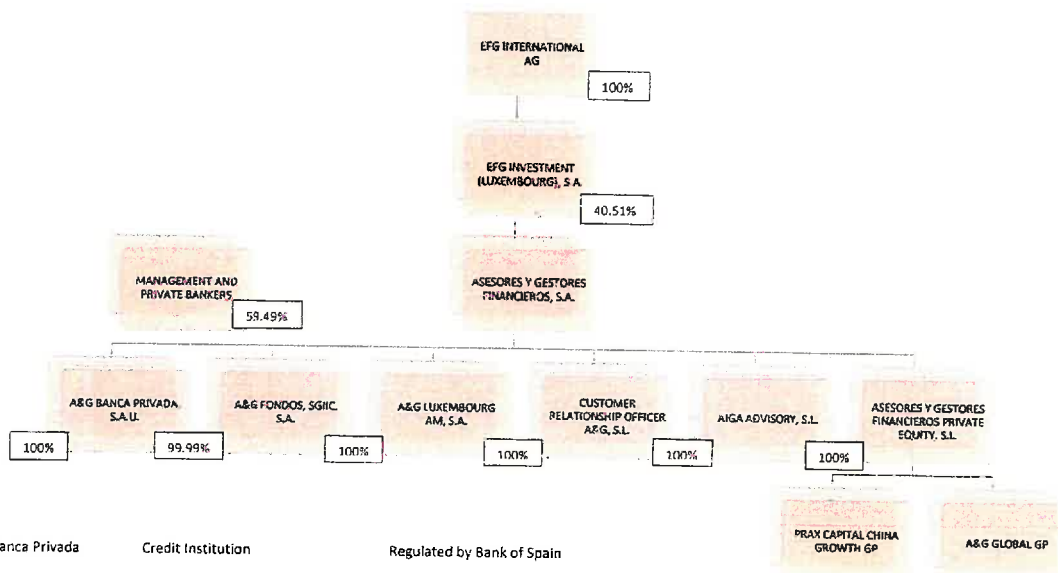 EFG INTERNATIONAL
AG
100%
EFG INVESTMENT
(LUXEMBOURG), S.A.
40.51%
MANAGEMENT AND
PRIVATE BANKERS
59.49%
ASESORES Y GESTORES
FINANCIEROS, S.A.
A&G BANCA PRIVADA,
S.A.U.
100%
A&G FONDOS, SGIIC,
S.A.
99.99%
A&G LUXEMBOURG
AM, S.A.
100%
CUSTOMER
RELATIONSHIP OFFICER
A&G, S.L.
100%
AIGA ADVISORY, S.L.
100%
ASESORES Y GESTORES
FINANCIEROS PRIVATE
EQUITY, S.L.
100%
PRAX CAPITAL CHINA
GROWTH GP
A&G GLOBAL GP
anca Privada Credit Institution Regulated by Bank of Spain